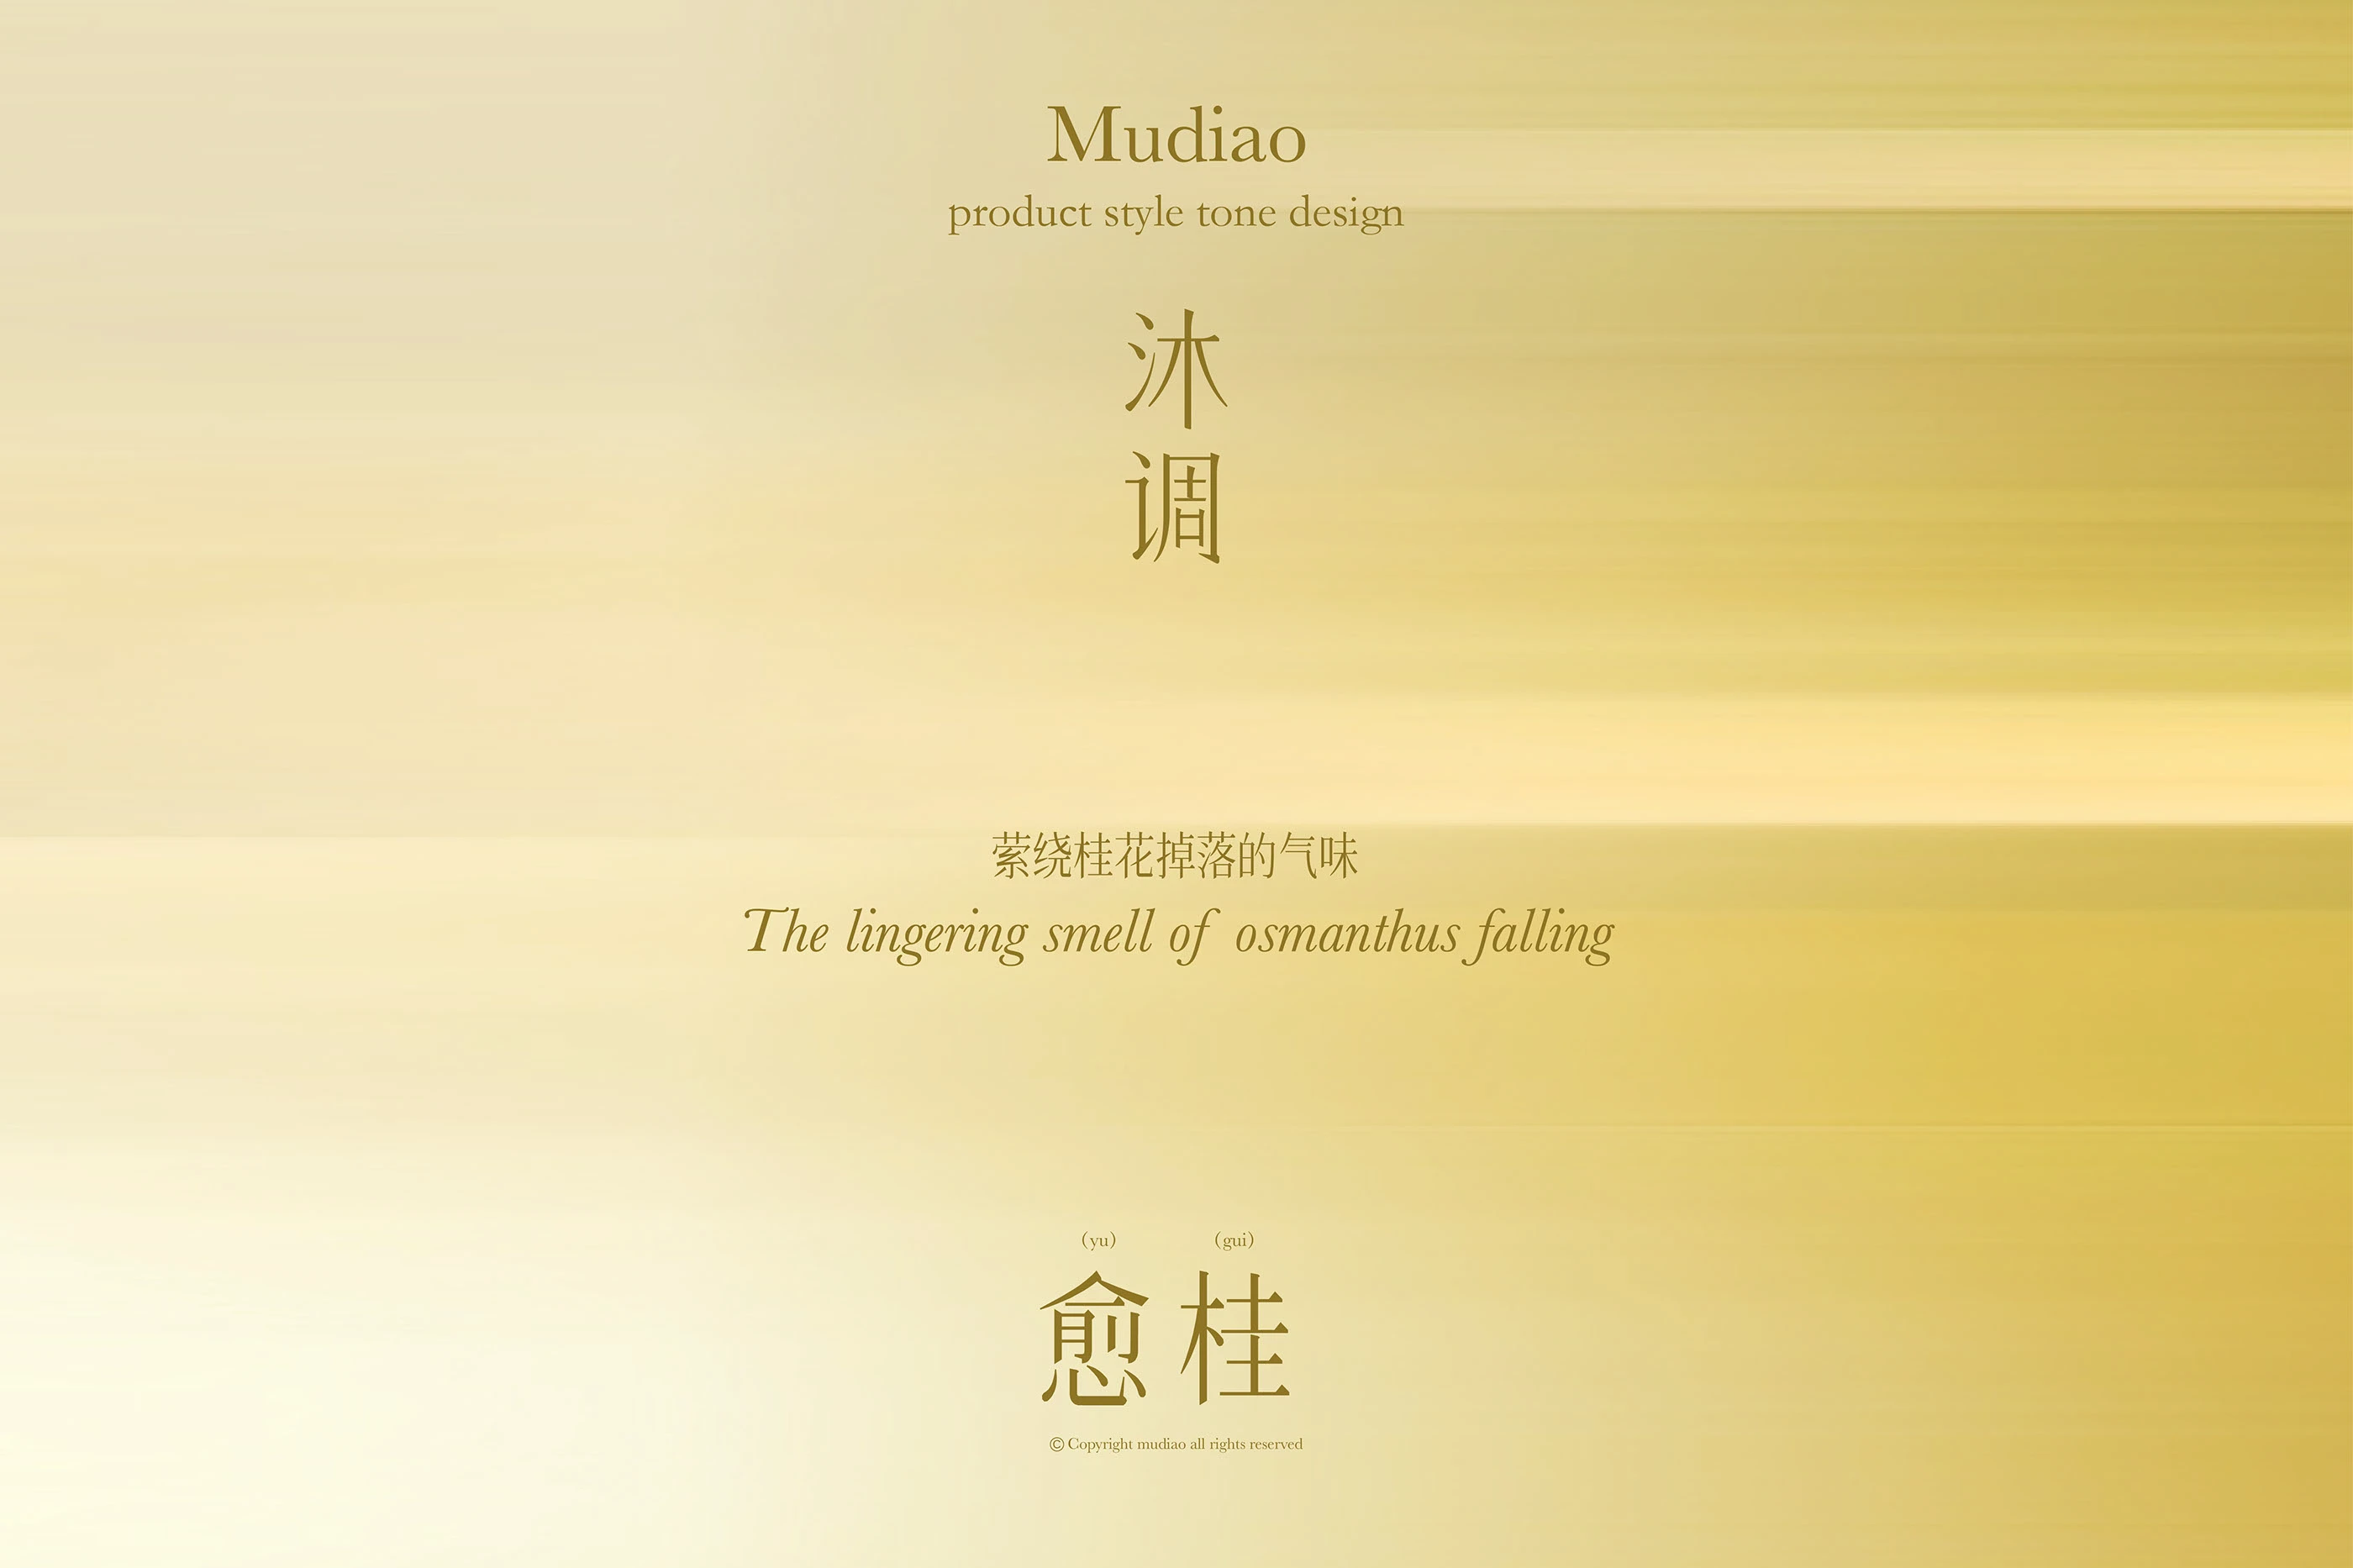 Mudiao
product style tone design
沐
调
萦绕桂花掉落的气味
The lingering smell of osmanthus falling
(yu) (gui)
愈桂
© Copyright mudiao all rights reserved